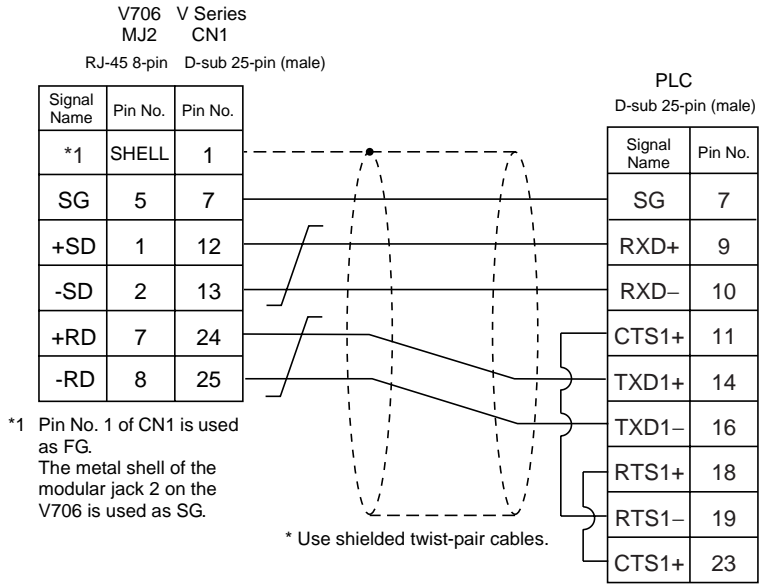 V706 V Series
MJ2 CN1
RJ-45 8-pin D-sub 25-pin (male)
Signal Name Pin No. Pin No.
*1 SHELL 1
SG 5 7
+SD 1 12
-SD 2 13
+RD 7 24
-RD 8 25
*1 Pin No. 1 of CN1 is used
as FG.
The metal shell of the
modular jack 2 on the
V706 is used as SG.
* Use shielded twist-pair cables.
PLC
D-sub 25-pin (male)
Signal Name Pin No.
SG 7
RXD+ 9
RXD– 10
CTS1+ 11
TXD1+ 14
TXD1– 16
RTS1+ 18
RTS1– 19
CTS1+ 23